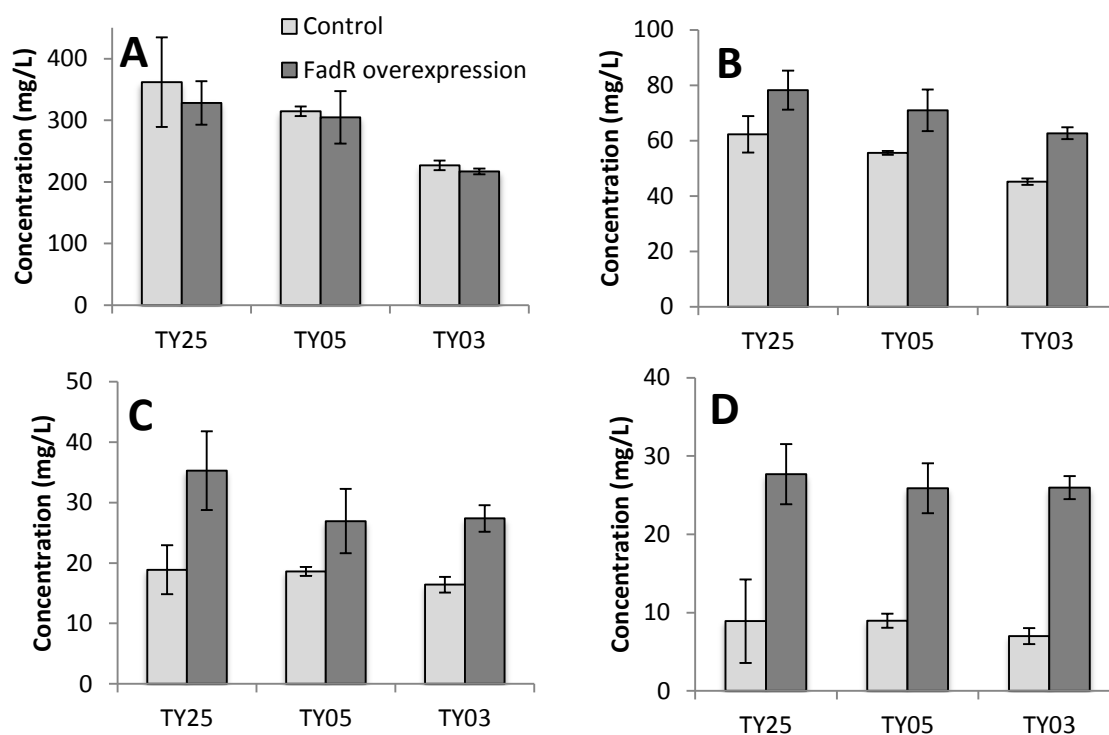 A
Control
FadR overexpression
Concentration (mg/L)
400
300
200
100
0
TY25 TY05 TY03
B
Concentration (mg/L)
100
80
60
40
20
0
TY25 TY05 TY03
C
Concentration (mg/L)
50
40
30
20
10
0
TY25 TY05 TY03
D
Concentration (mg/L)
40
30
20
10
0
TY25 TY05 TY03